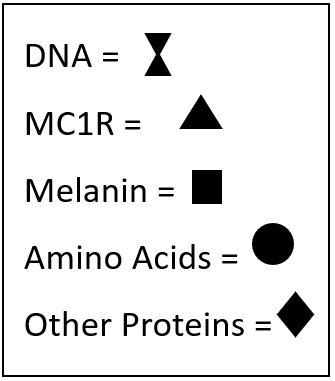 DNA =
MC1R =
Melanin =
Amino Acids =
Other Proteins =